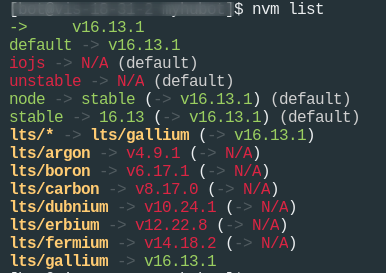 ]$ nvm list
-> v16.13.1
default -> v16.13.1
iojs -> N/A (default)
unstable -> N/A (default)
node -> stable (-> v16.13.1) (default)
stable -> 16.13 (-> v16.13.1) (default)
lts/* -> lts/gallium (-> v16.13.1)
lts/argon -> v4.9.1 (-> N/A)
lts/boron -> v6.17.1 (-> N/A)
lts/carbon -> v8.17.0 (-> N/A)
lts/dubnium -> v10.24.1 (-> N/A)
lts/erbium -> v12.22.8 (-> N/A)
lts/fermium -> v14.18.2 (-> N/A)
lts/gallium -> v16.13.1